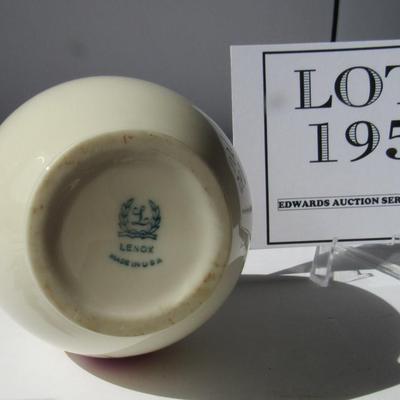 L
LENOX
MADE IN U.S.A
LOT
195
EDWARDS AUCTION SER